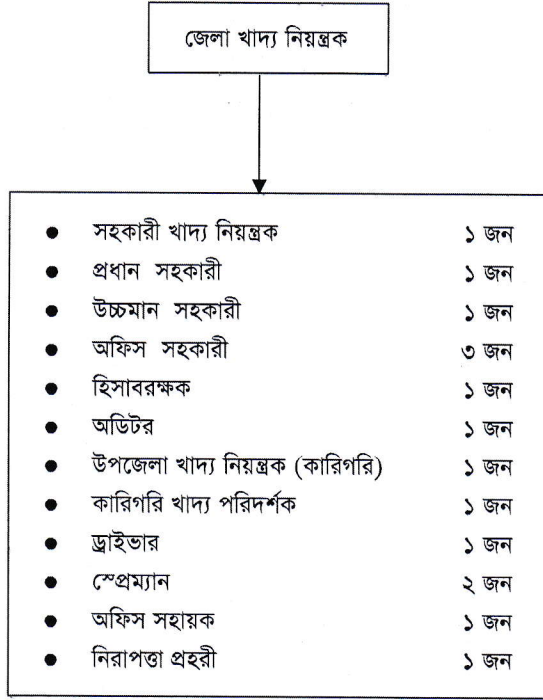 জেলা খাদ্য নিয়ন্ত্রক
• সহকারী খাদ্য নিয়ন্ত্রক ১ জন
• প্রধান সহকারী ১ জন
• উচ্চমান সহকারী ১ জন
• অফিস সহকারী ৩ জন
• হিসাবরক্ষক ১ জন
• অডিটর ১ জন
• উপজেলা খাদ্য নিয়ন্ত্রক (কারিগরি) ১ জন
• কারিগরি খাদ্য পরিদর্শক ১ জন
• ড্রাইভার ১ জন
• স্প্রেম্যান ২ জন
• অফিস সহায়ক ১ জন
• নিরাপত্তা প্রহরী ১ জন